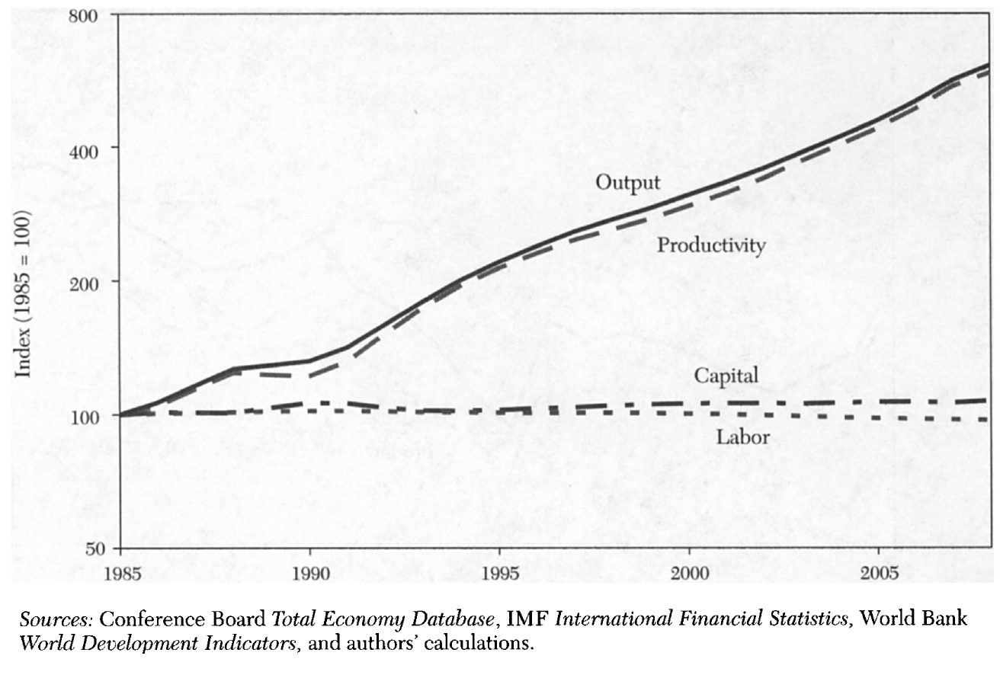 800
400
200
100
50
Index (1985 = 100)
Output
Productivity
Capital
Labor
1985 1990 1995 2000 2005
Sources: Conference Board Total Economy Database, IMF International Financial Statistics, World Bank
World Development Indicators, and authors' calculations.